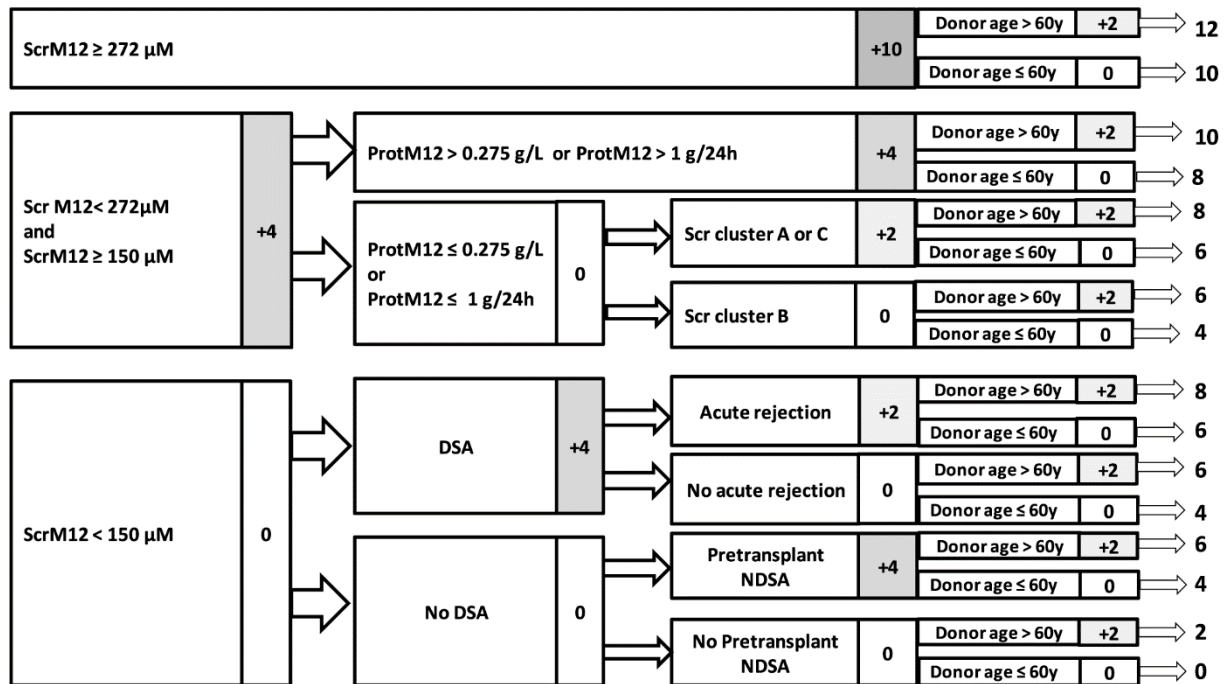 ScrM12 ≥ 272 µM
+10
Donor age > 60y +2 12
Donor age ≤ 60y 0 10
Scr M12< 272µM
and
ScrM12 ≥ 150 µM
+4
ProtM12 > 0.275 g/L or ProtM12 > 1 g/24h
+4
Donor age > 60y +2 10
Donor age ≤ 60y 0 8
ProtM12 ≤ 0.275 g/L
or
ProtM12 ≤ 1 g/24h
0
Scr cluster A or C
+2
Donor age > 60y +2 8
Donor age ≤ 60y 0 6
Scr cluster B
0
Donor age > 60y +2 6
Donor age ≤ 60y 0 4
ScrM12 < 150 µM
0
DSA
+4
Acute rejection
+2
Donor age > 60y +2 8
Donor age ≤ 60y 0 6
No acute rejection
0
Donor age > 60y +2 6
Donor age ≤ 60y 0 4
No DSA
0
Pretransplant
NDSA
+4
Donor age > 60y +2 6
Donor age ≤ 60y 0 4
No Pretransplant
NDSA
0
Donor age > 60y +2 2
Donor age ≤ 60y 0 0